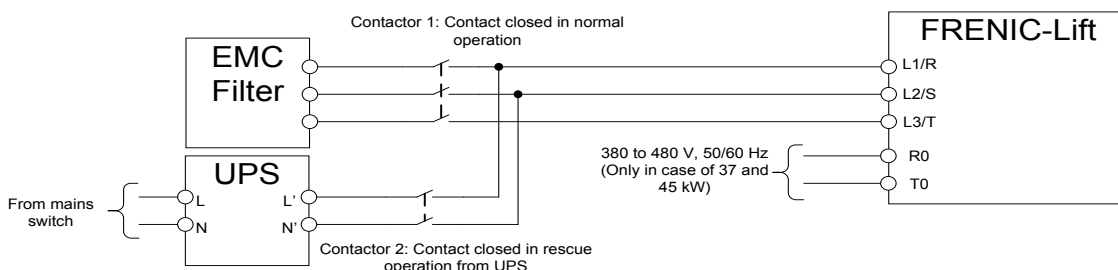 Contactor 1: Contact closed in normal
operation
FRENIC-Lift
EMC
Filter
L1/R
L2/S
L3/T
380 to 480 V, 50/60 Hz
(Only in case of 37 and
45 kW)
R0
T0
UPS
From mains
switch
L
L'
N
N'
Contactor 2: Contact closed in rescue
operation from UPS